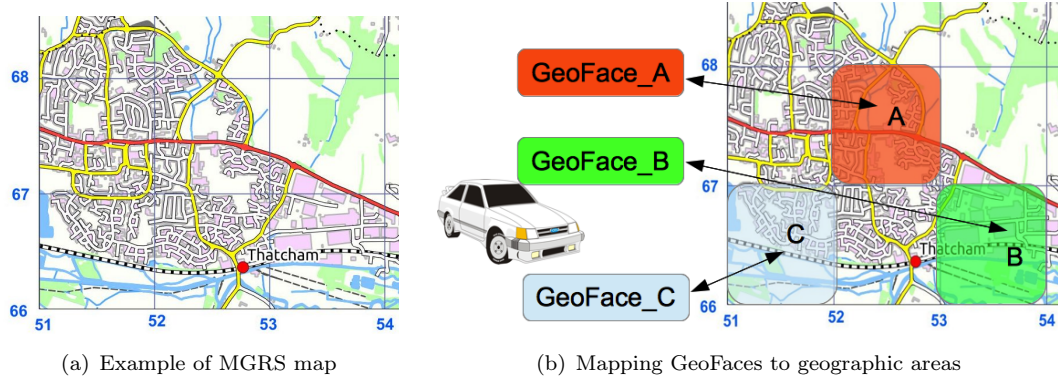 68
67
66
51
52
53
54
Thatcham
(a) Example of MGRS map
GeoFace_A
GeoFace_B
GeoFace_C
A
B
C
68
67
66
51
52
53
54
Thatcham
(b) Mapping GeoFaces to geographic areas